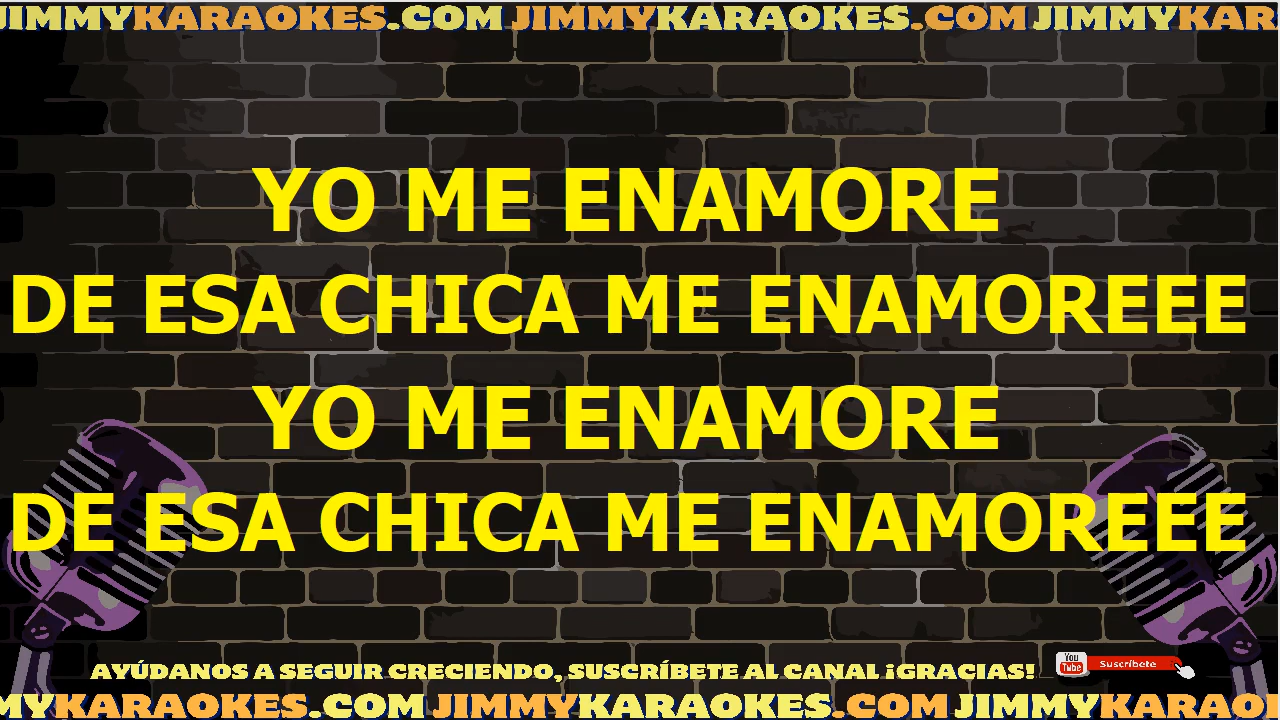 JIMMYKARAOKES.COM JIMMYKARAOKES.COM JIMMYKAR
YO ME ENAMORE
DE ESA CHICA ME ENAMOREEE
YO ME ENAMORE
DE ESA CHICA ME ENAMOREEE
AYÚDANOS A SEGUIR CRECIENDO, SUSCRÍBETE AL CANAL ¡GRACIAS!
You Tube Suscríbete
MYKARAOKES.COM JIMMYKARAOKES.COM JIMMYKARAO